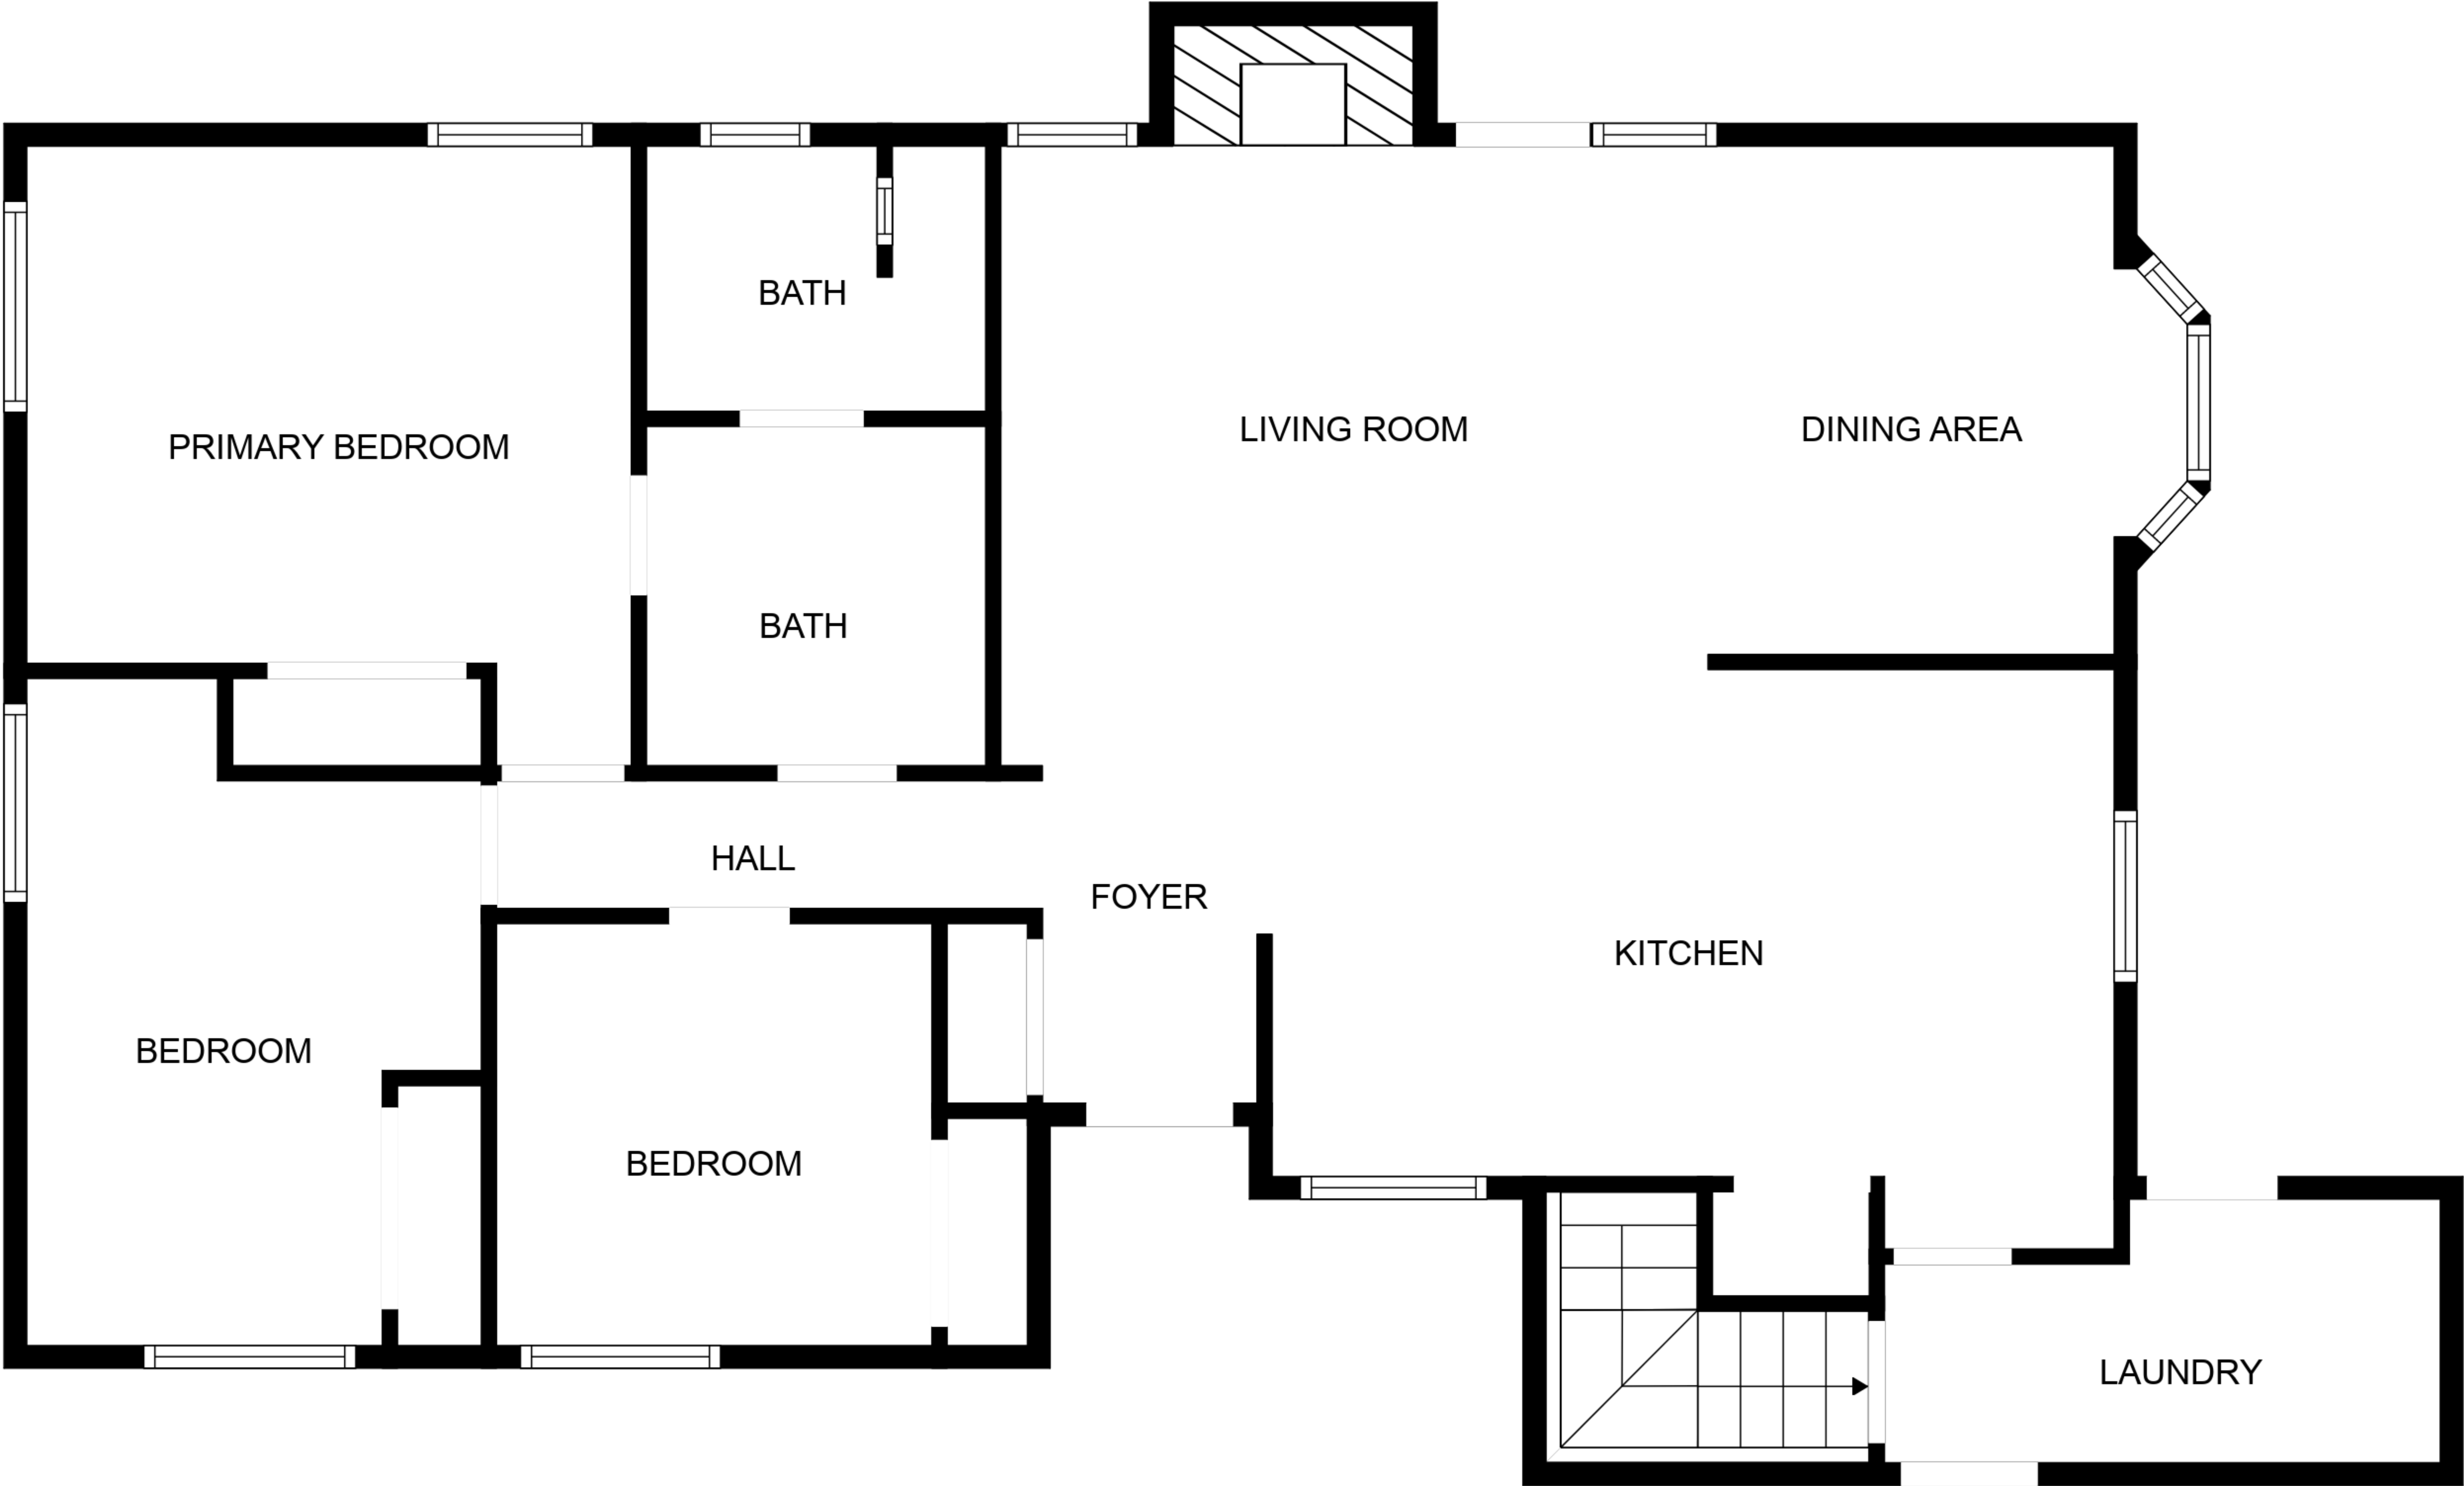 BATH
LIVING ROOM
DINING AREA
PRIMARY BEDROOM
BATH
HALL
FOYER
KITCHEN
BEDROOM
BEDROOM
LAUNDRY